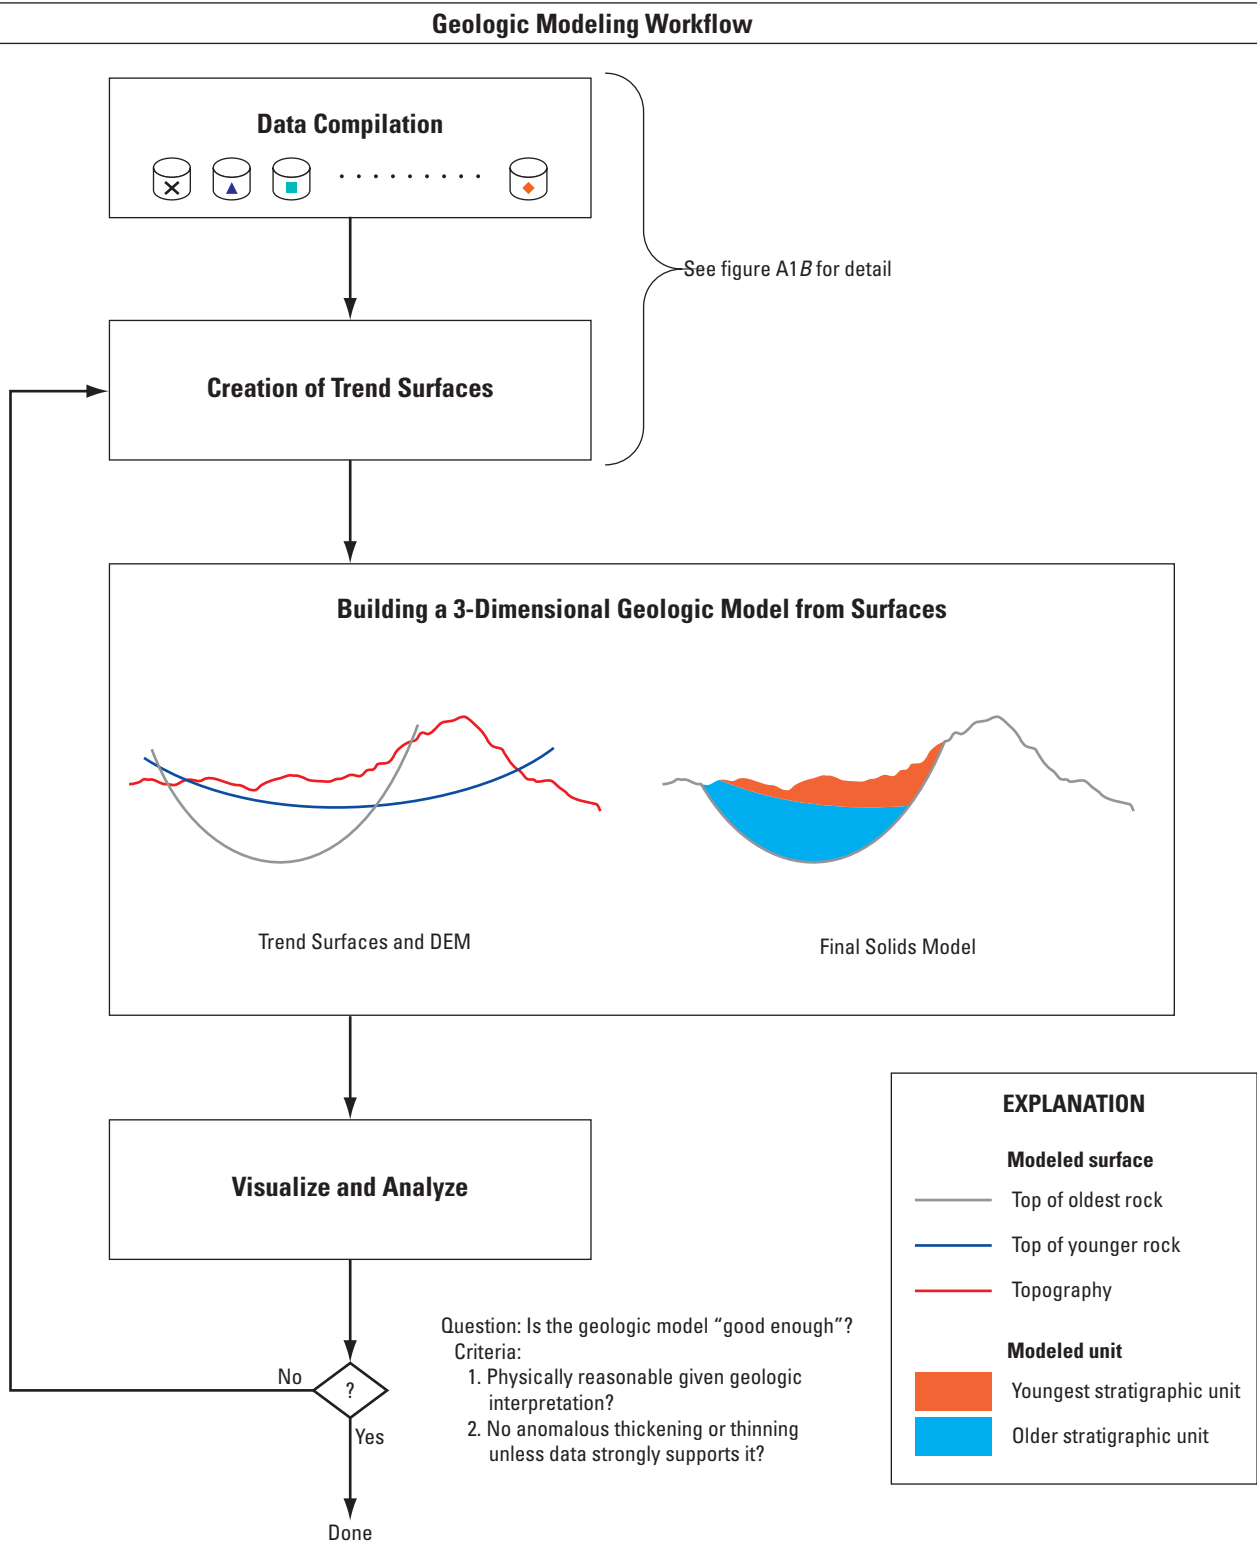 Geologic Modeling Workflow
Data Compilation
See figure A1B for detail
Creation of Trend Surfaces
Building a 3-Dimensional Geologic Model from Surfaces
Trend Surfaces and DEM
Final Solids Model
Visualize and Analyze
Question: Is the geologic model “good enough”?
Criteria:
1. Physically reasonable given geologic
interpretation?
2. No anomalous thickening or thinning
unless data strongly supports it?
No
?
Yes
Done
EXPLANATION
Modeled surface
Top of oldest rock
Top of younger rock
Topography
Modeled unit
Youngest stratigraphic unit
Older stratigraphic unit